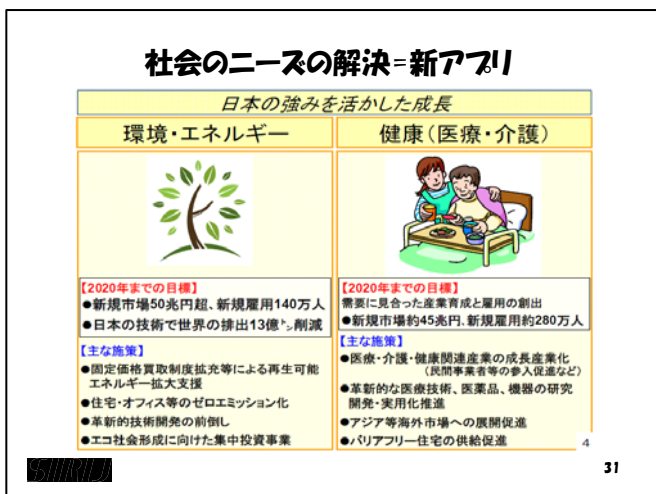 社会のニーズの解決=新アプリ
日本の強みを活かした成長
環境・エネルギー
【2020年までの目標】
●新規市場50兆円超、新規雇用140万人
●日本の技術で世界の排出13億㌧削減
【主な施策】
●固定価格買取制度拡充等による再生可能
エネルギー拡大支援
●住宅・オフィス等のゼロエミッション化
●革新的技術開発の前倒し
●エコ社会形成に向けた集中投資事業
健康(医療・介護)
【2020年までの目標】
需要に見合った産業育成と雇用の創出
●新規市場約45兆円、新規雇用約280万人
【主な施策】
●医療・介護・健康関連産業の成長産業化
(民間事業者等の参入促進など)
●革新的な医療技術、医薬品、機器の研究
開発・実用化推進
●アジア等海外市場への展開促進
●バリアフリー住宅の供給促進
4
SIIRIJ
31